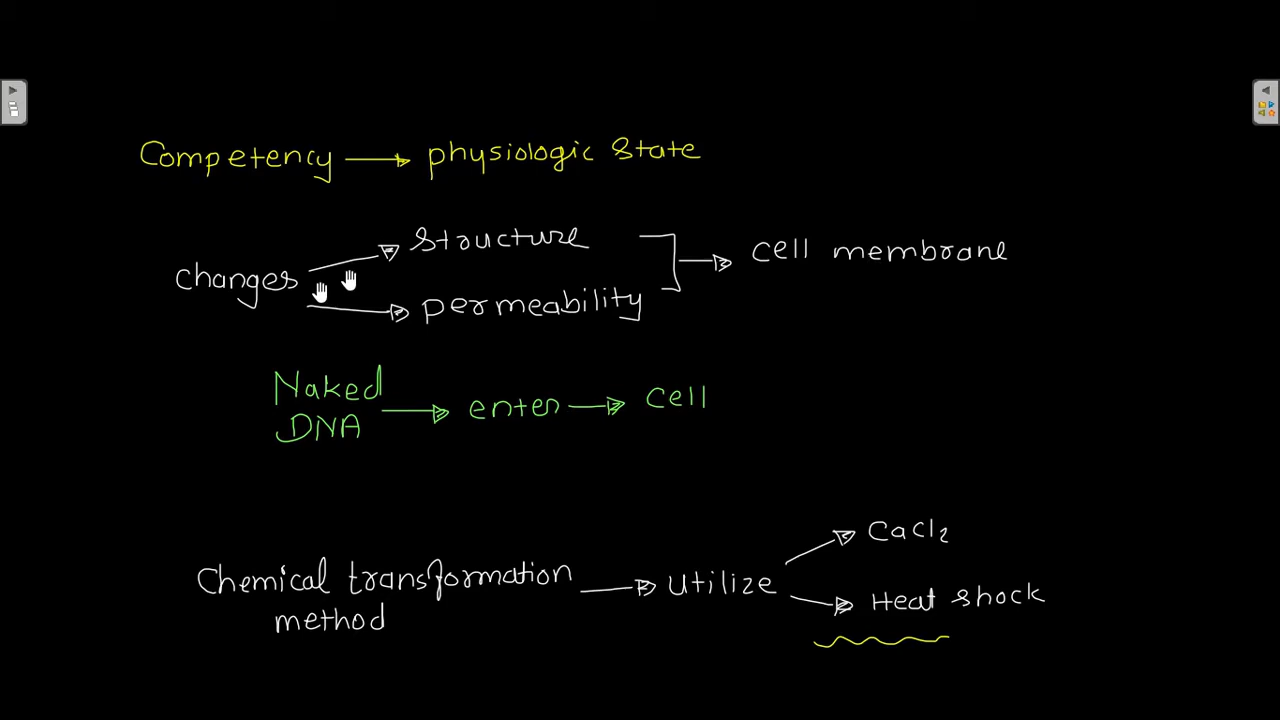 Competency → physiologic state
structure
changes
permeability
cell membrane
Naked
DNA → enter → cell
CaCl₂
Chemical transformation → utilize
method
Heat shock